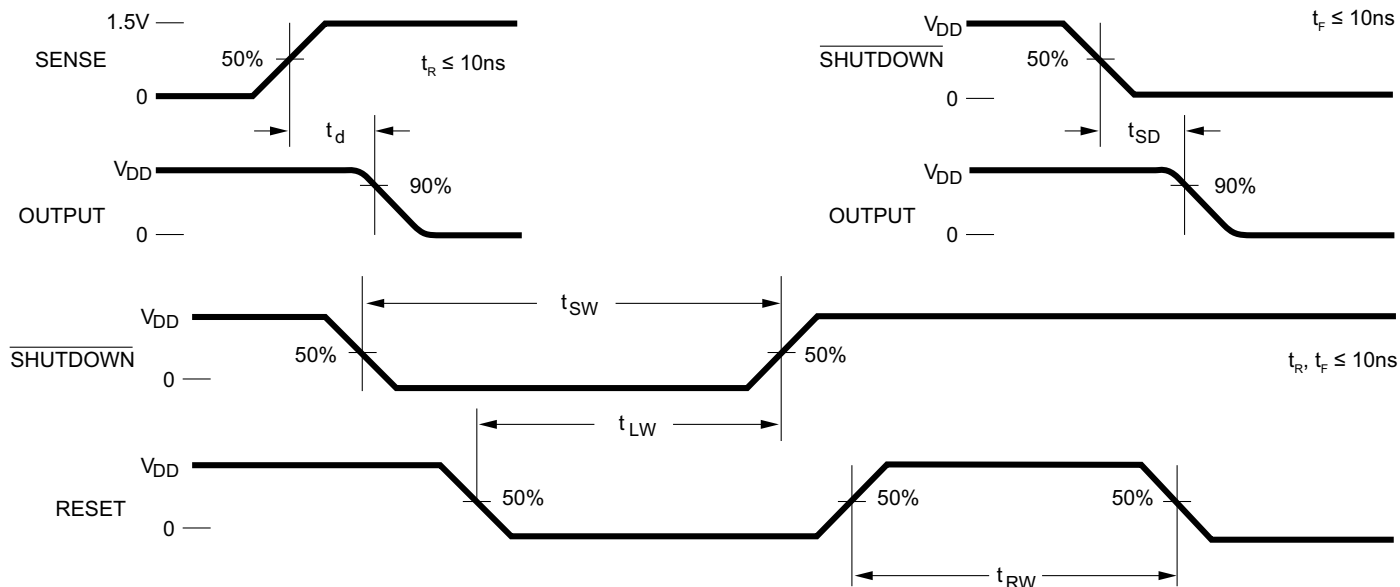 1.5V
SENSE
50%
0
t_R ≤ 10ns
t_d
V_DD
OUTPUT
90%
0
V_DD
SHUTDOWN
50%
0
t_F ≤ 10ns
t_SD
V_DD
OUTPUT
90%
0
t_SW
V_DD
SHUTDOWN
50%
50%
0
t_R, t_F ≤ 10ns
t_LW
V_DD
RESET
50%
50%
50%
0
t_RW